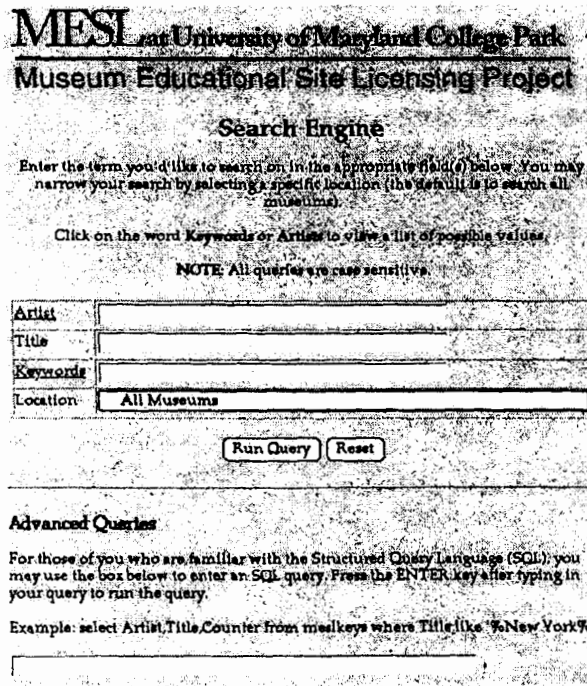 MESL at University of Maryland College Park
Museum Educational Site Licensing Project
Search Engine
Enter the term you'd like to search on in the appropriate field(s) below. You may
narrow your search by selecting a specific location (the default is to search all
museums).
Click on the word Keywords or Artists to view a list of possible values.
NOTE: All queries are case sensitive.
Artist
Title
Keywords
Location All Museums
Run Query Reset
Advanced Queries
For those of you who are familiar with the Structured Query Language (SQL), you
may use the box below to enter an SQL query. Press the ENTER key after typing in
your query to run the query.
Example: select Artist,Title,Counter from meslkeys where Title like '%New York%